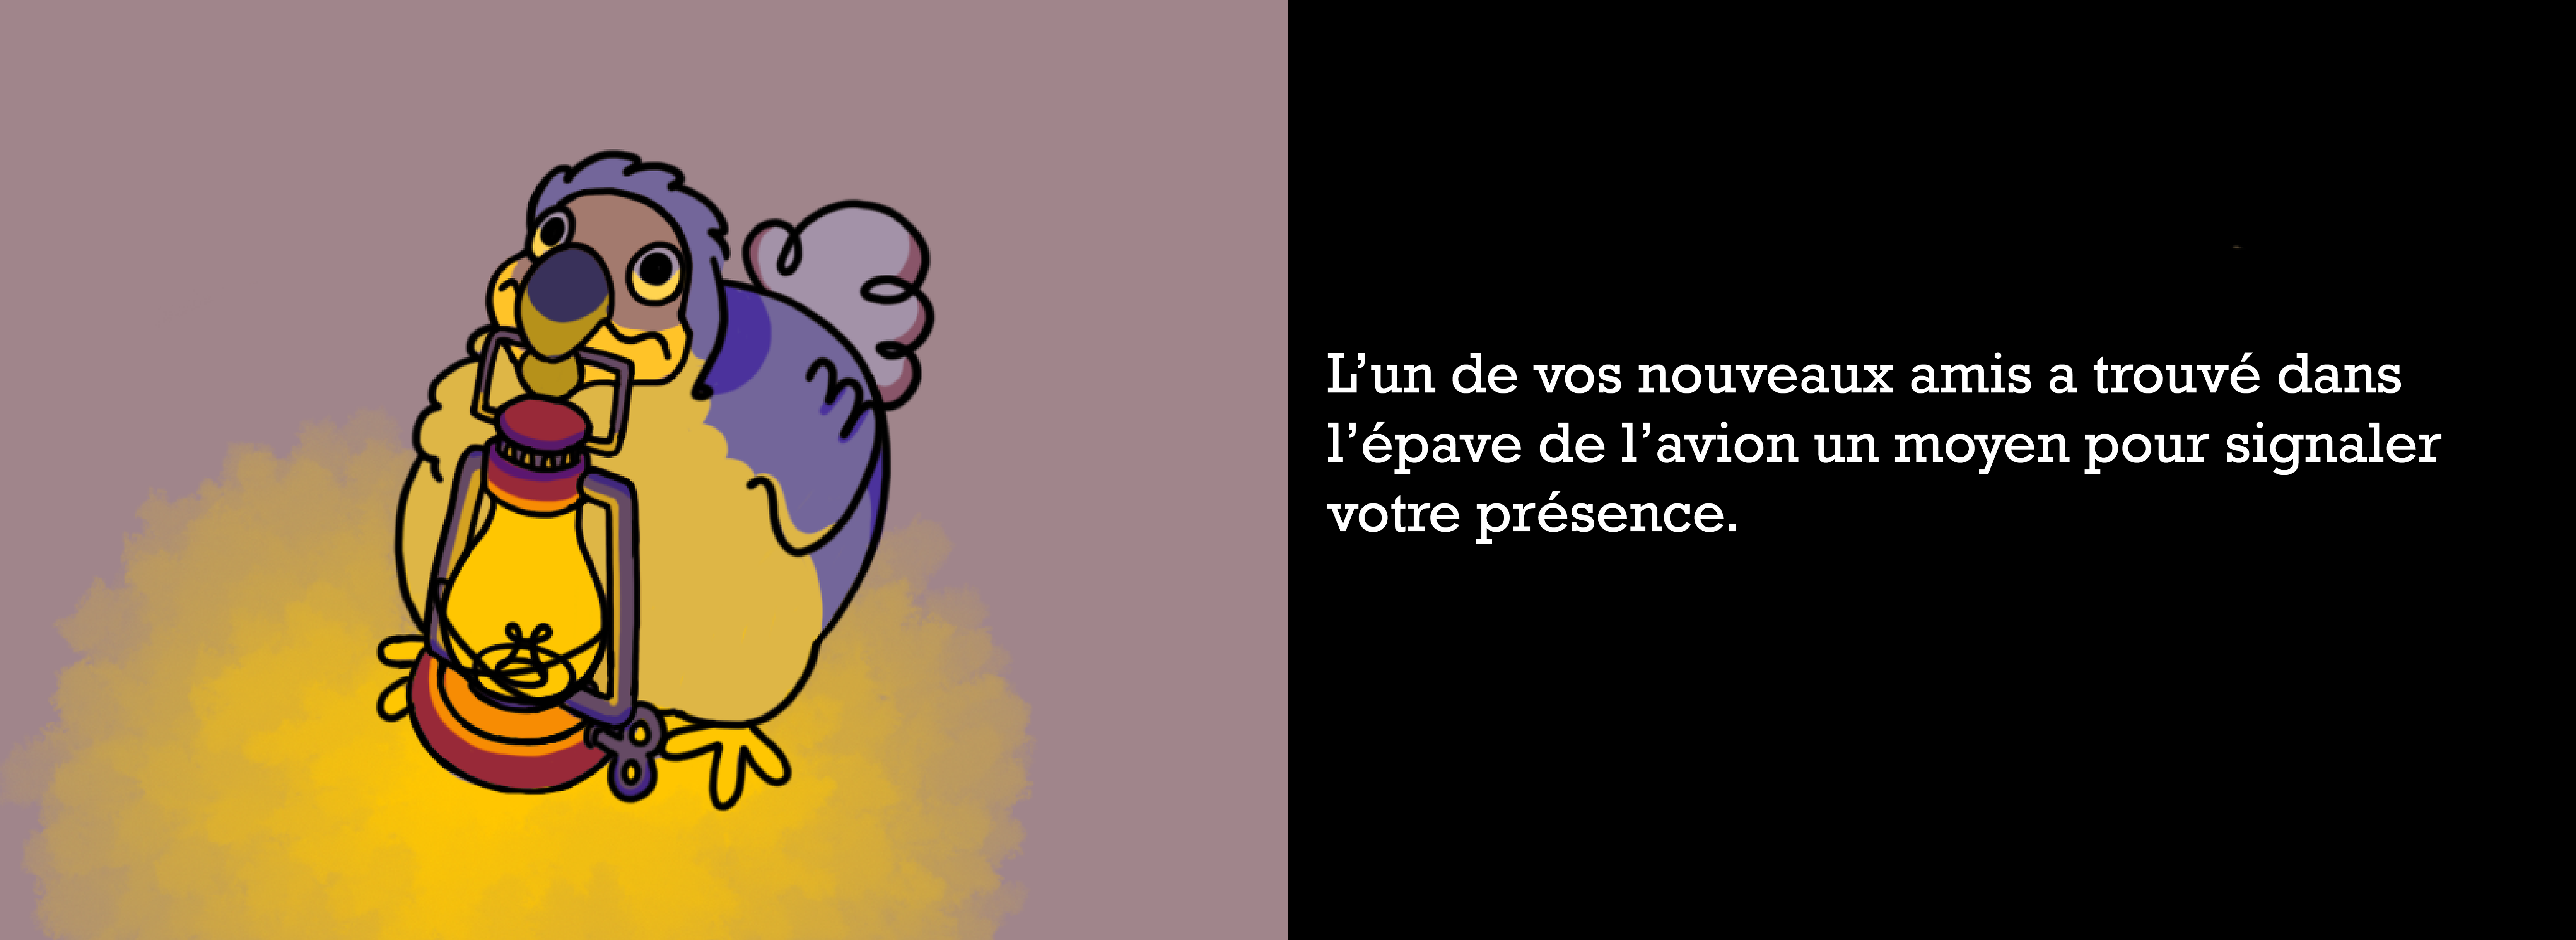 L’un de vos nouveaux amis a trouvé dans
l’épave de l’avion un moyen pour signaler
votre présence.